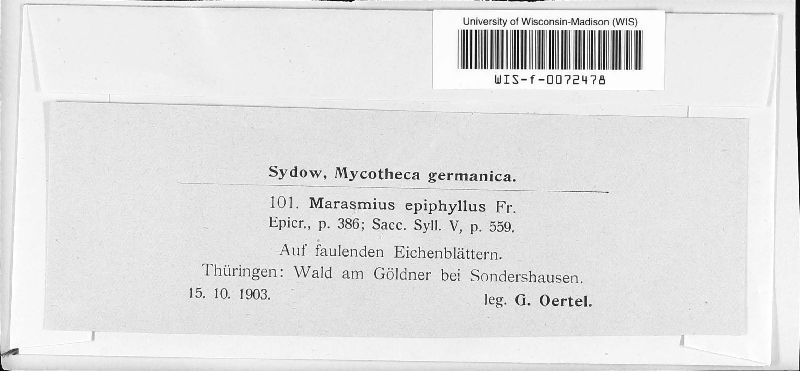 University of Wisconsin-Madison (WIS)
WIS-f-0072478
Sydow, Mycotheca germanica.
101. Marasmius epiphyllus Fr.
Epicr., p. 386; Sacc. Syll. V, p. 559.
Auf faulenden Eichenblättern.
Thüringen: Wald am Göldner bei Sondershausen.
15. 10. 1903. leg. G. Oertel.